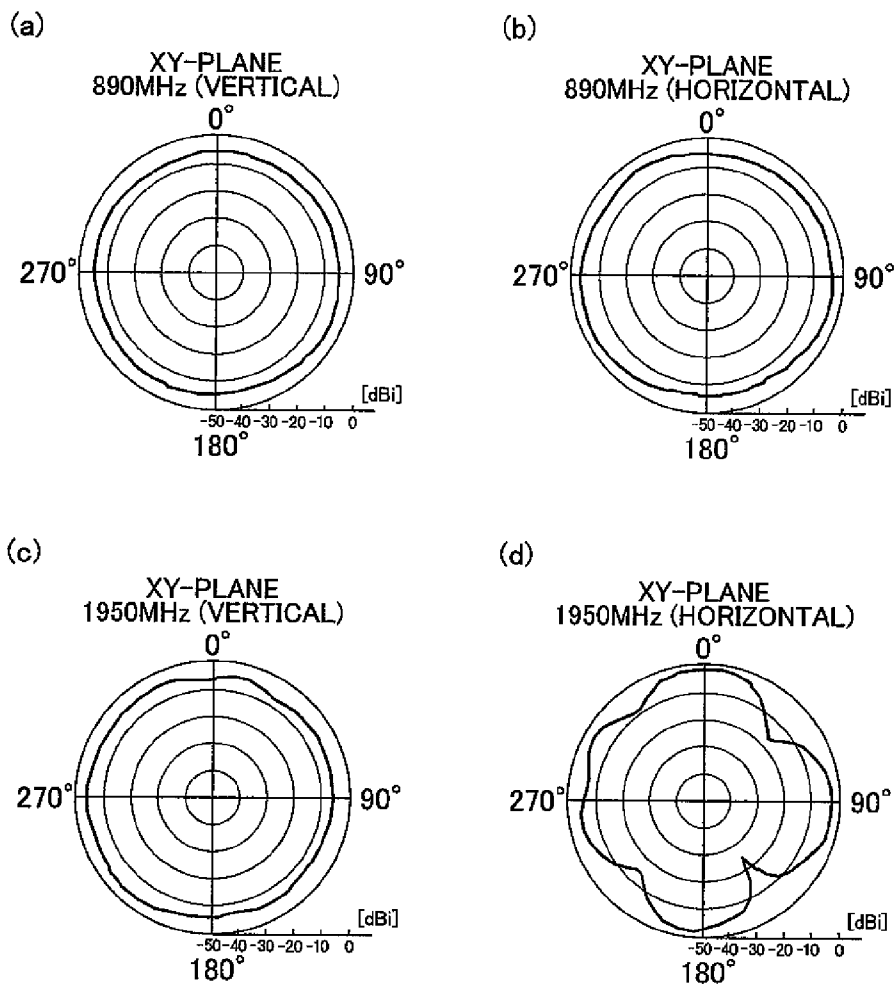 (a)
XY-PLANE
890MHz (VERTICAL)
0°
270°
90°
[dBi]
-50 -40 -30 -20 -10 0
180°
(b)
XY-PLANE
890MHz (HORIZONTAL)
0°
270°
90°
[dBi]
-50 -40 -30 -20 -10 0
180°
(c)
XY-PLANE
1950MHz (VERTICAL)
0°
270°
90°
[dBi]
-50 -40 -30 -20 -10 0
180°
(d)
XY-PLANE
1950MHz (HORIZONTAL)
0°
270°
90°
[dBi]
-50 -40 -30 -20 -10 0
180°